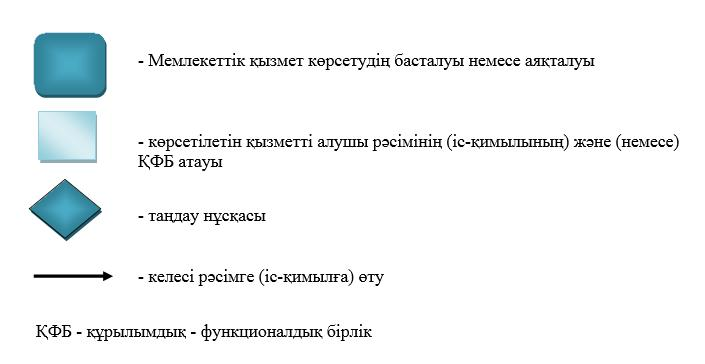 - Мемлекеттік қызмет көрсетудің басталуы немесе аяқталуы
- көрсетілетін қызметті алушы рәсімінің (іс-қимылының) және (немесе)
ҚФБ атауы
- таңдау нұсқасы
- келесі рәсімге (іс-қимылға) өту
ҚФБ - құрылымдық - функционалдық бірлік